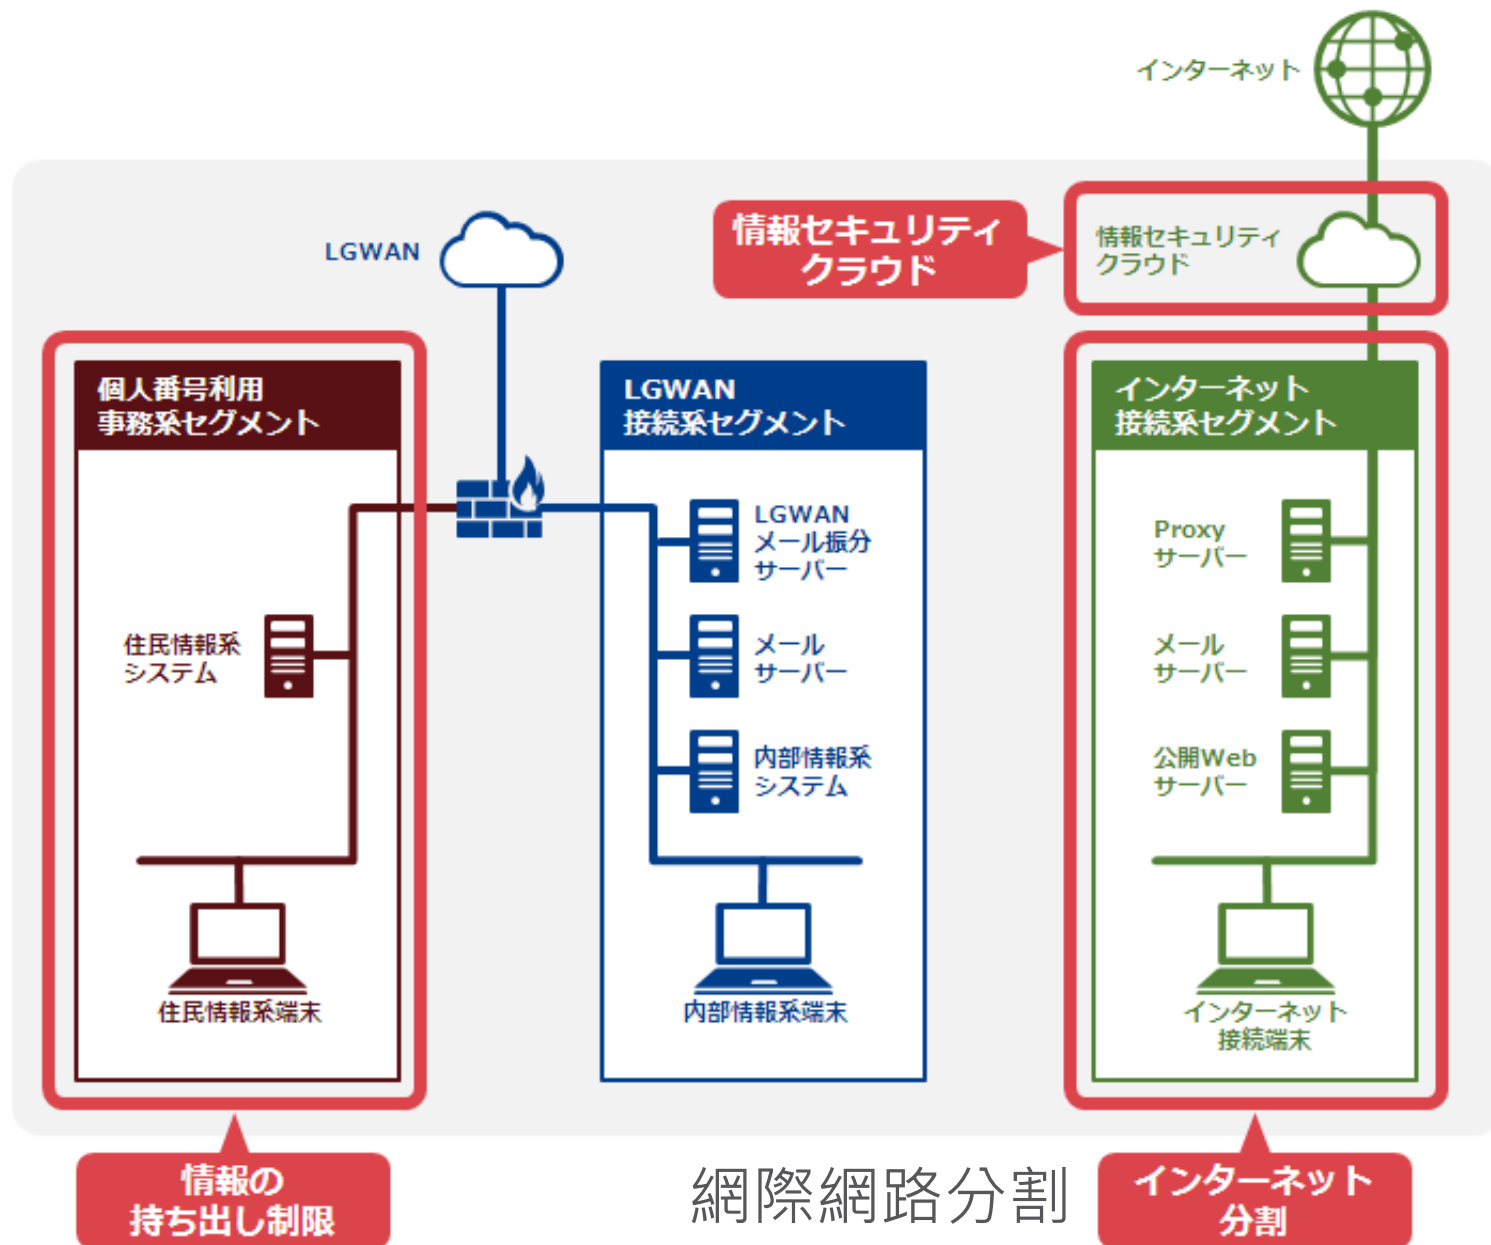 インターネット
情報セキュリティ
クラウド
情報セキュリティ
クラウド
LGWAN
個人番号利用
事務系セグメント
LGWAN
接続系セグメント
インターネット
接続系セグメント
住民情報系
システム
LGWAN
メール振分
サーバー
メール
サーバー
内部情報系
システム
Proxy
サーバー
メール
サーバー
公開Web
サーバー
住民情報系端末
内部情報系端末
インターネット
接続端末
情報の
持ち出し制限
網際網路分割
インターネット
分割